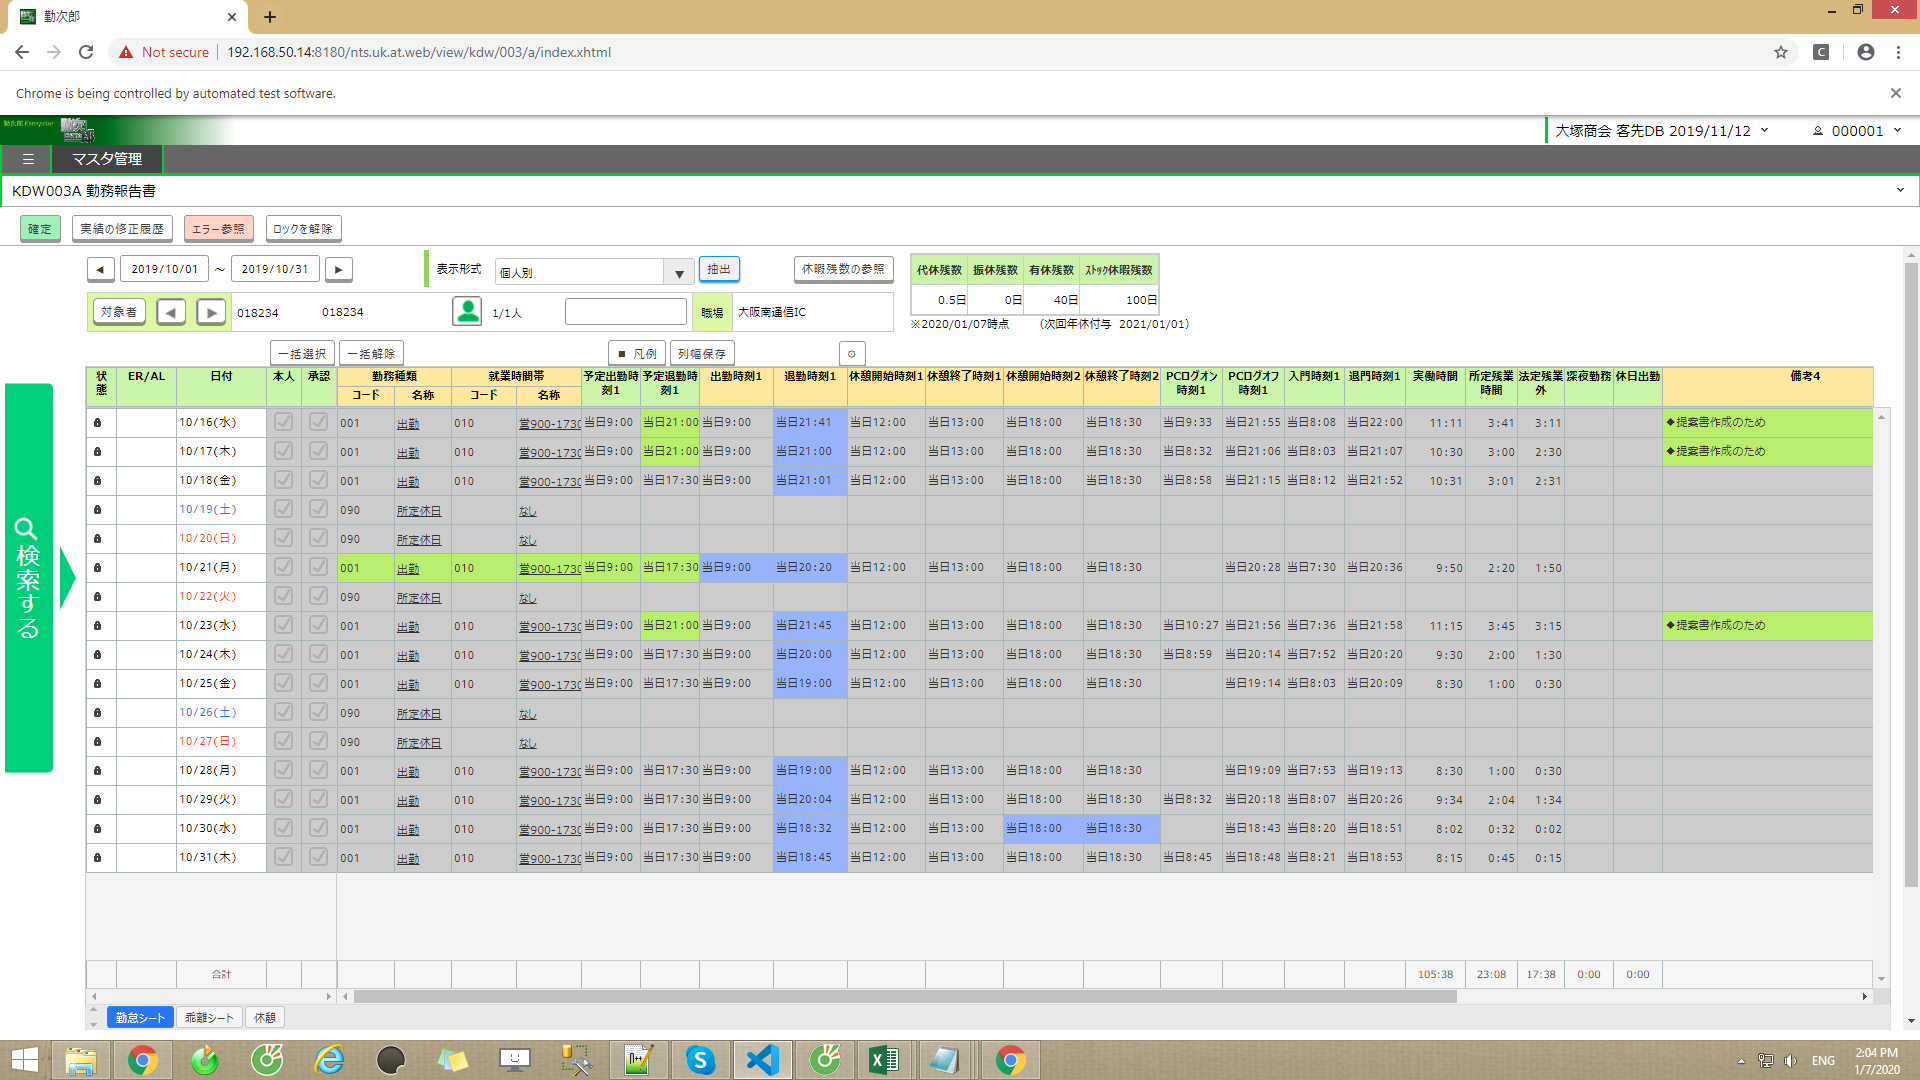 勤次郎
Not secure
192.168.50.14:8180/nts.uk.at.web/view/kdw/003/a/index.xhtml
Chrome is being controlled by automated test software.
勤次郎 Enterprise
大塚商会 客先DB 2019/11/12 000001
マスタ管理
KDW003A 勤務報告書
確定 実績の修正履歴 エラー参照 ロックを解除
2019/10/01 ～ 2019/10/31 表示形式 個人別 抽出 休暇残数の参照
代休残数 振休残数 有休残数 ｽﾄｯｸ休暇残数
0.5日 0日 40日 100日
※2020/01/07時点 （次回年休付与 2021/01/01）
対象者 018234 018234 1/1人 職場 大阪南通信IC
一括選択 一括解除 ■ 凡例 列幅保存
状態 ER/AL 日付 本人 承認 勤務種類 就業時間帯 予定出勤時刻1 予定退勤時刻1 出勤時刻1 退勤時刻1 休憩開始時刻1 休憩終了時刻1 休憩開始時刻2 休憩終了時刻2 PCログオン時刻1 PCログオフ時刻1 入門時刻1 退門時刻1 実働時間 所定残業時間 法定残業外 深夜勤務 休日出勤 備考4
コード 名称 コード 名称
10/16(水) 001 出勤 010 営900-1730 当日9:00 当日21:00 当日9:00 当日21:41 当日12:00 当日13:00 当日18:00 当日18:30 当日9:33 当日21:55 当日8:08 当日22:00 11:11 3:41 3:11 ◆提案書作成のため
10/17(木) 001 出勤 010 営900-1730 当日9:00 当日21:00 当日9:00 当日21:00 当日12:00 当日13:00 当日18:00 当日18:30 当日8:32 当日21:06 当日8:03 当日21:07 10:30 3:00 2:30 ◆提案書作成のため
10/18(金) 001 出勤 010 営900-1730 当日9:00 当日17:30 当日9:00 当日21:01 当日12:00 当日13:00 当日18:00 当日18:30 当日8:58 当日21:15 当日8:12 当日21:52 10:31 3:01 2:31
10/19(土) 090 所定休日 なし
10/20(日) 090 所定休日 なし
10/21(月) 001 出勤 010 営900-1730 当日9:00 当日17:30 当日9:00 当日20:20 当日12:00 当日13:00 当日18:00 当日18:30 当日20:28 当日7:30 当日20:36 9:50 2:20 1:50
10/22(火) 090 所定休日 なし
10/23(水) 001 出勤 010 営900-1730 当日9:00 当日21:00 当日9:00 当日21:45 当日12:00 当日13:00 当日18:00 当日18:30 当日10:27 当日21:56 当日7:36 当日21:58 11:15 3:45 3:15 ◆提案書作成のため
10/24(木) 001 出勤 010 営900-1730 当日9:00 当日17:30 当日9:00 当日20:00 当日12:00 当日13:00 当日18:00 当日18:30 当日8:59 当日20:14 当日7:52 当日20:20 9:30 2:00 1:30
10/25(金) 001 出勤 010 営900-1730 当日9:00 当日17:30 当日9:00 当日19:00 当日12:00 当日13:00 当日18:00 当日18:30 当日19:14 当日8:03 当日20:09 8:30 1:00 0:30
10/26(土) 090 所定休日 なし
10/27(日) 090 所定休日 なし
10/28(月) 001 出勤 010 営900-1730 当日9:00 当日17:30 当日9:00 当日19:00 当日12:00 当日13:00 当日18:00 当日18:30 当日19:09 当日7:53 当日19:13 8:30 1:00 0:30
10/29(火) 001 出勤 010 営900-1730 当日9:00 当日17:30 当日9:00 当日20:04 当日12:00 当日13:00 当日18:00 当日18:30 当日8:32 当日20:18 当日8:07 当日20:26 9:34 2:04 1:34
10/30(水) 001 出勤 010 営900-1730 当日9:00 当日17:30 当日9:00 当日18:32 当日12:00 当日13:00 当日18:00 当日18:30 当日18:43 当日8:20 当日18:51 8:02 0:32 0:02
10/31(木) 001 出勤 010 営900-1730 当日9:00 当日17:30 当日9:00 当日18:45 当日12:00 当日13:00 当日18:00 当日18:30 当日8:45 当日18:48 当日8:21 当日18:53 8:15 0:45 0:15
合計 105:38 23:08 17:38 0:00 0:00
検索する
勤怠シート 乖離シート 休憩
ENG
2:04 PM
1/7/2020